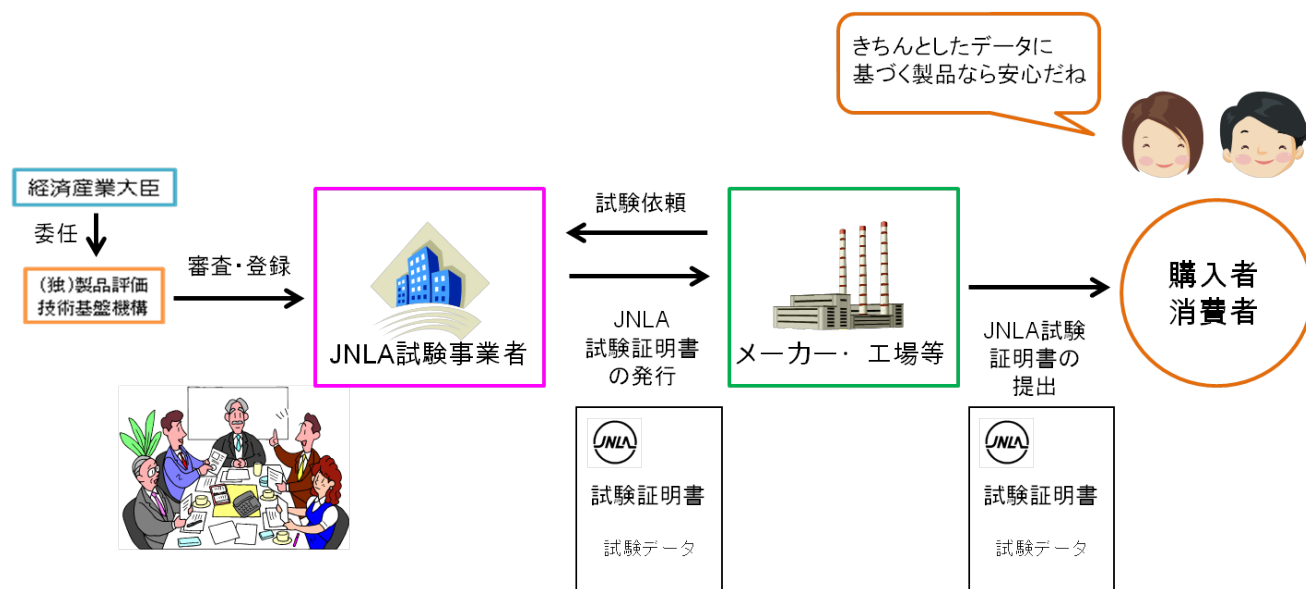 きちんとしたデータに
基づく製品なら安心だね
経済産業大臣
委任
(独)製品評価
技術基盤機構
審査・登録
JNLA試験事業者
試験依頼
JNLA
試験証明書
の発行
メーカー・ 工場等
JNLA試験
証明書の
提出
購入者
消費者
JNLA
試験証明書
試験データ
JNLA
試験証明書
試験データ